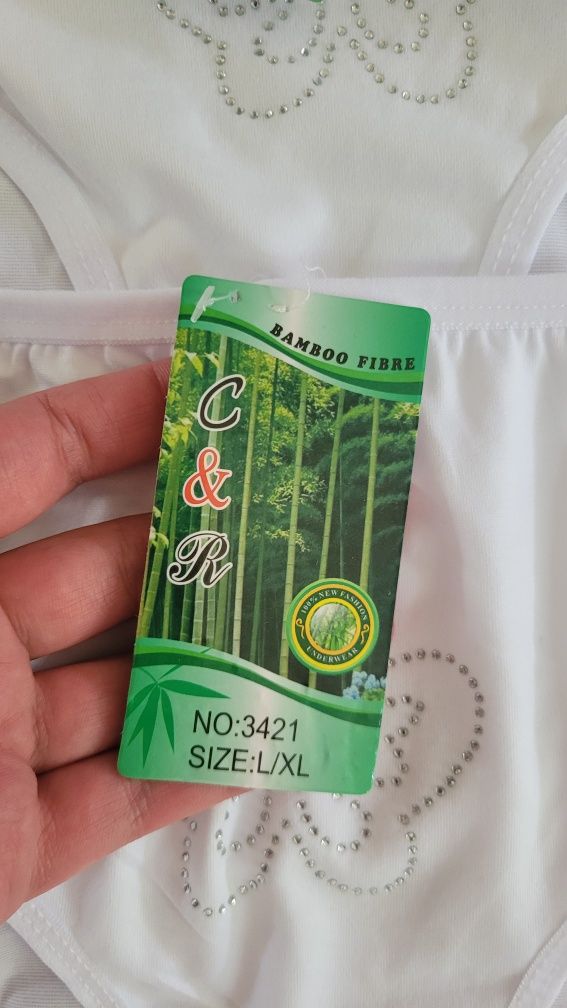 BAMBOO FIBRE
C
&
R
100% NEW FASHION
UNDERWEAR
NO:3421
SIZE:L/XL